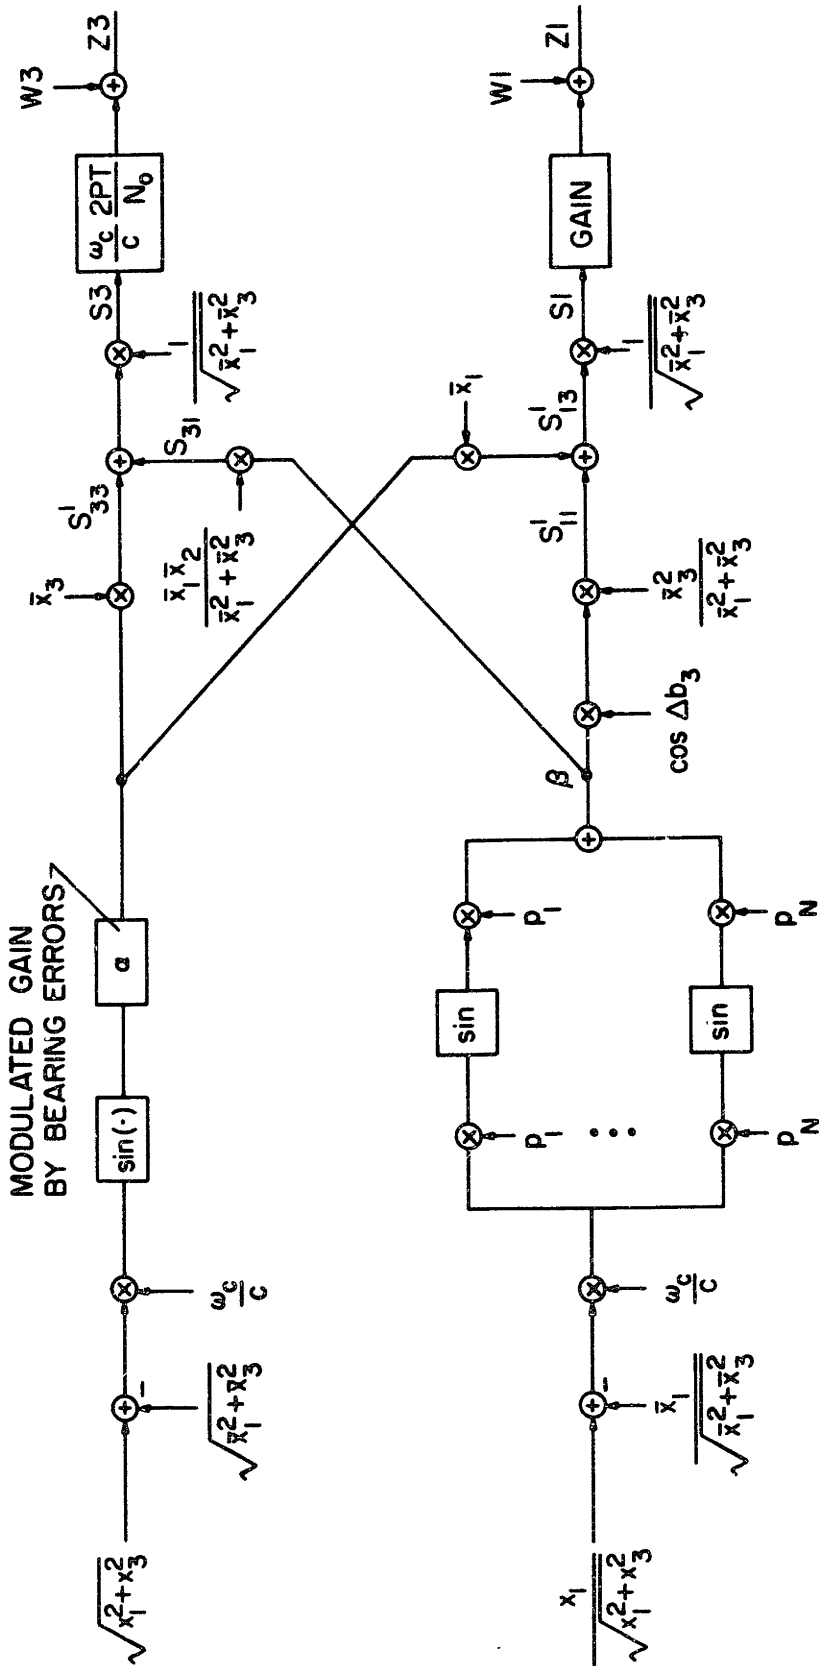 MODULATED GAIN
BY BEARING ERRORS
√(x₁²+x₃²)
+
−
√(x̄₁²+x̄₃²)
×
ω_c/c
sin(·)
α
x̄₃
×
S'₃₃
+
S₃₁
×
x̄₁x̄₂/(x̄₁²+x̄₃²)
×
1/√(x̄₁²+x̄₃²)
S3
ω_c/c 2PT/N₀
W3
+
Z3
x₁/√(x₁²+x₃²)
+
−
x̄₁/√(x̄₁²+x̄₃²)
×
ω_c/c
×
p₁
sin
×
p₁
...
×
p_N
sin
×
p_N
+
β
×
cos Δb₃
×
x̄₃²/(x̄₁²+x̄₃²)
S'₁₁
×
x̄₁
+
S'₁₃
×
1/√(x̄₁²+x̄₃²)
S1
GAIN
W1
+
Z1